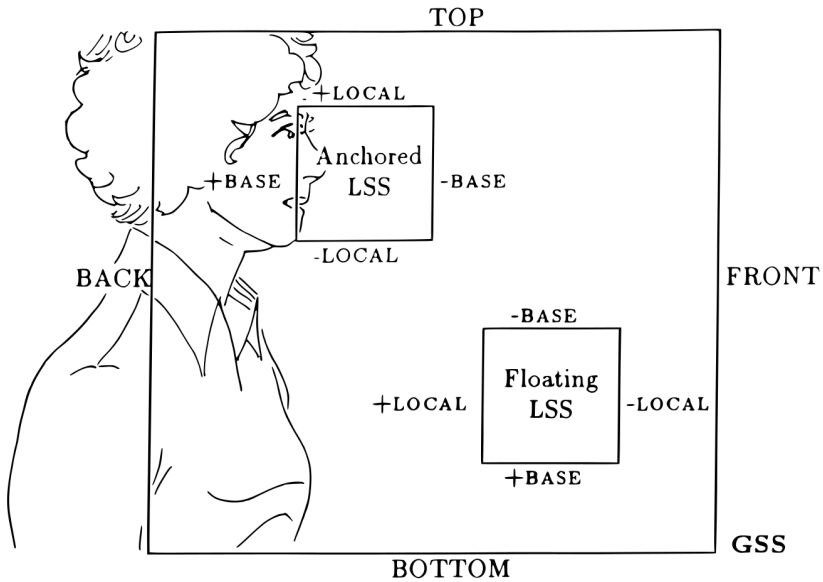 TOP
+LOCAL
Anchored
LSS
+BASE
-BASE
-LOCAL
BACK
FRONT
-BASE
Floating
LSS
+LOCAL
-LOCAL
+BASE
GSS
BOTTOM